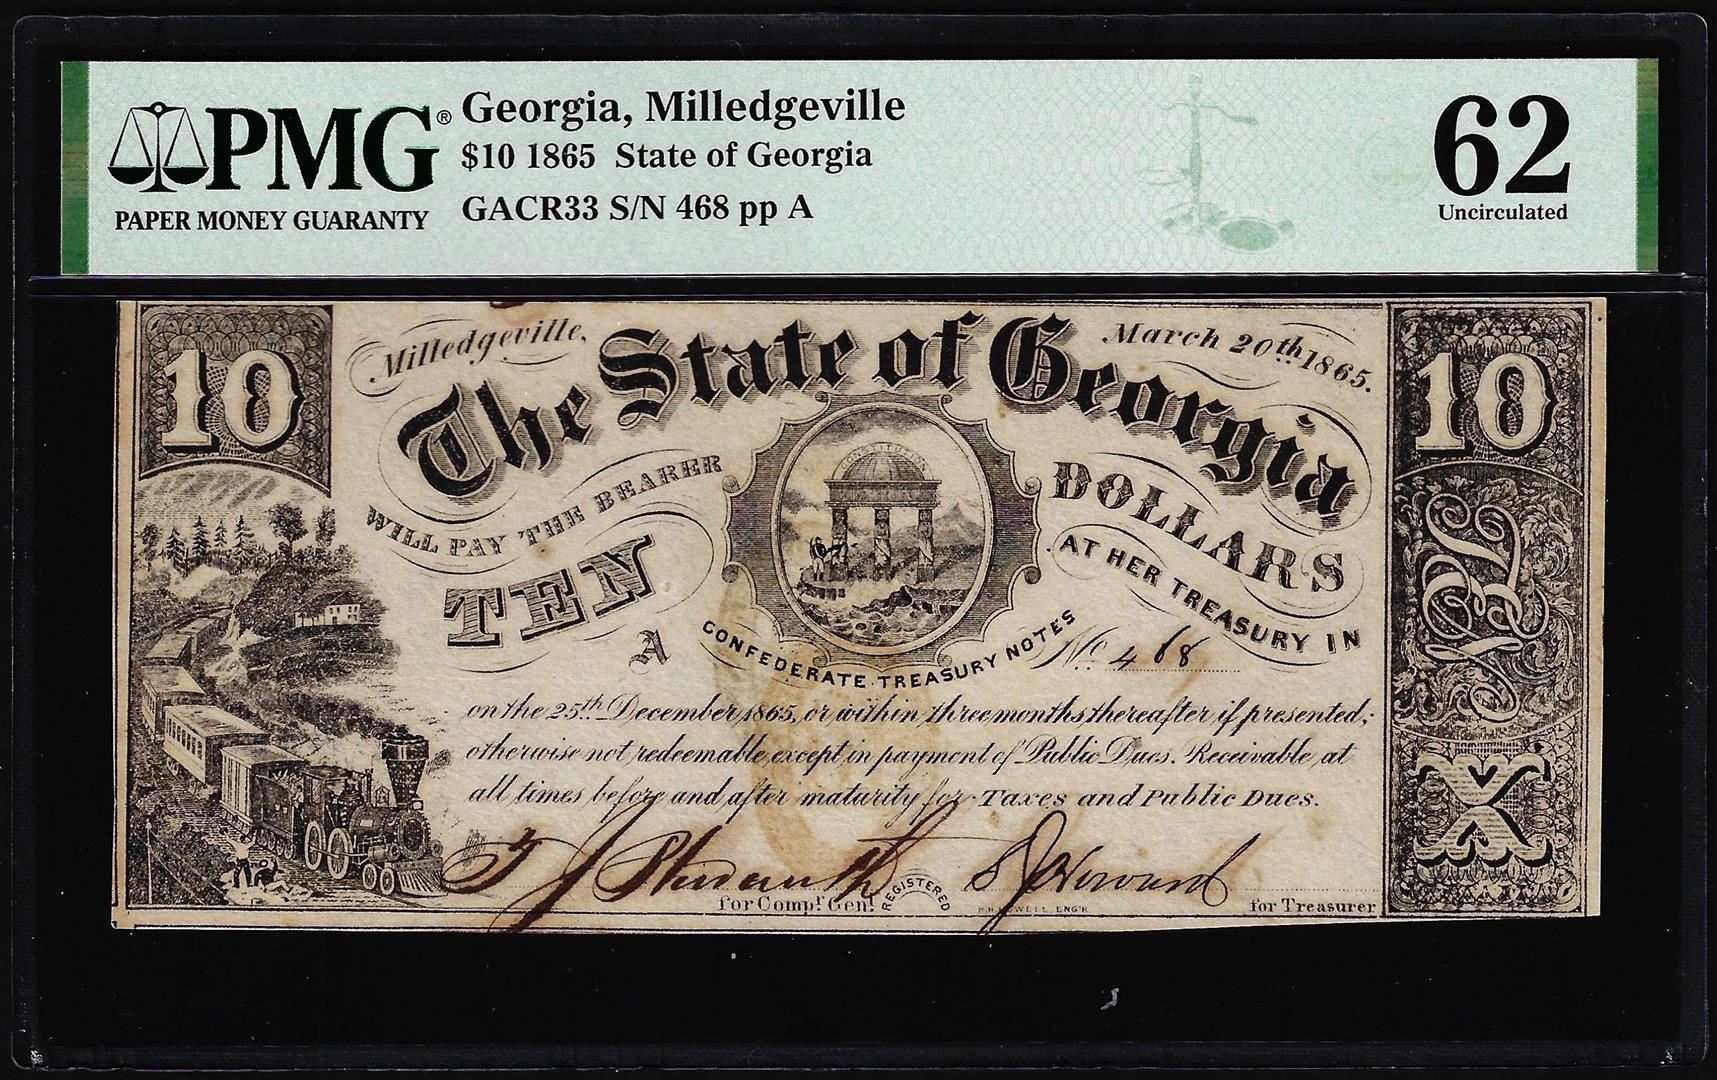 PMG®
PAPER MONEY GUARANTY
Georgia, Milledgeville
$10 1865 State of Georgia
GACR33 S/N 468 pp A
62
Uncirculated
10
Milledgeville,
March 20th 1865.
10
The State of Georgia
CONSTITUTION
WILL PAY THE BEARER
TEN
DOLLARS
AT HER TREASURY IN
A
CONFEDERATE TREASURY NOTES
No 468
on the 25th December, 1865, or within three months thereafter if presented;
otherwise not redeemable, except in payment of Public Dues. Receivable at
all times before and after maturity for Taxes and Public Dues.
for Compt. Genl.
REGISTERED
HOWELL, ENG'R
for Treasurer
X